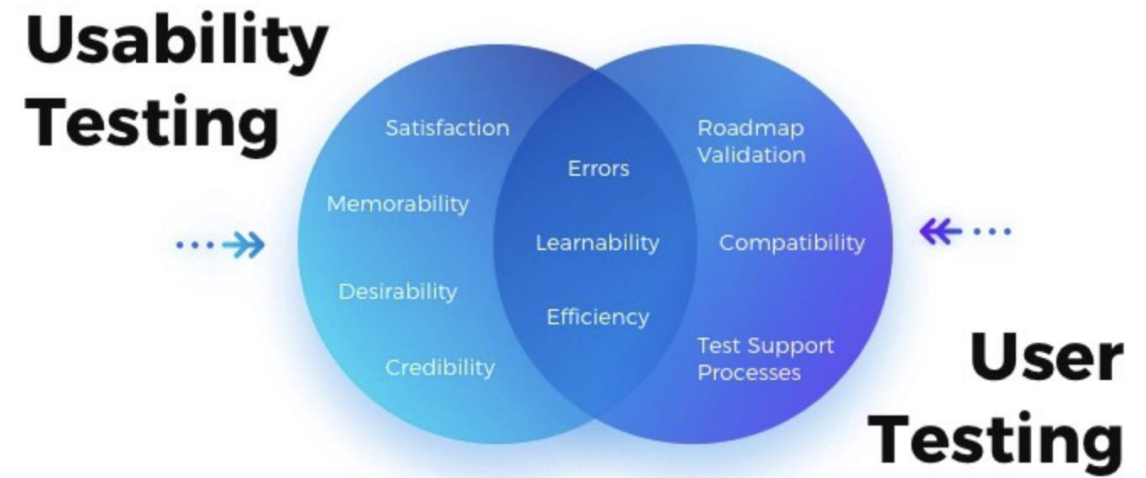 Usability
Testing
Satisfaction
Memorability
Desirability
Credibility
Errors
Learnability
Efficiency
Roadmap
Validation
Compatibility
Test Support
Processes
User
Testing